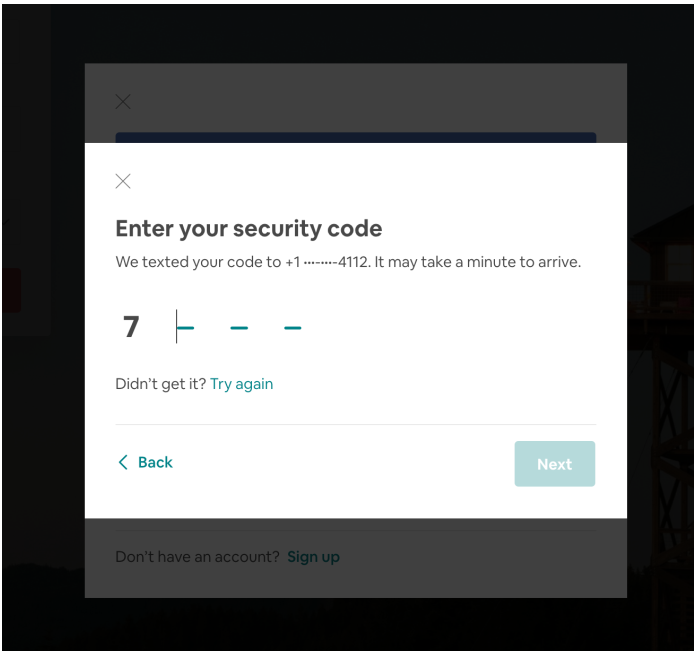 Enter your security code
We texted your code to +1 ···-···-4112. It may take a minute to arrive.
7
Didn't get it? Try again
Back
Next
Don't have an account? Sign up